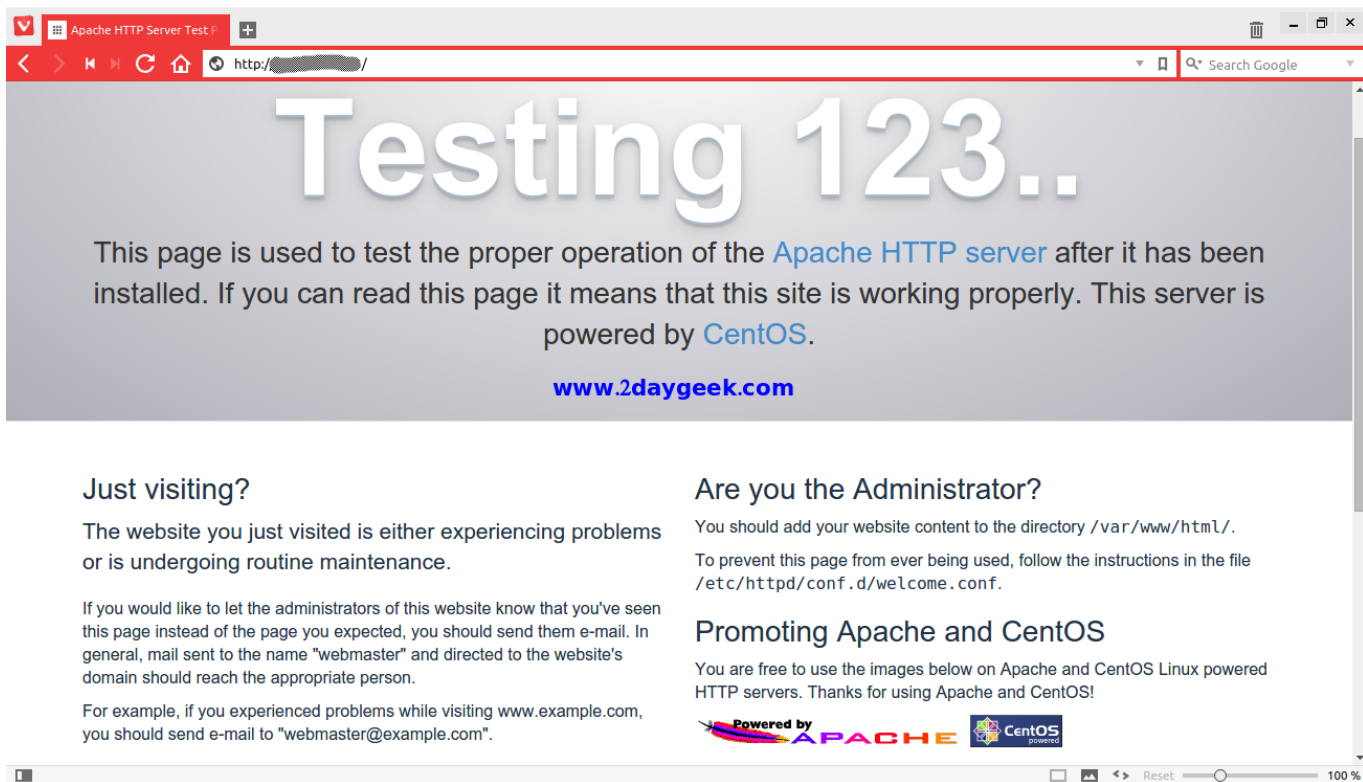 Apache HTTP Server Test P
http:/ /
Search Google
Testing 123..
This page is used to test the proper operation of the Apache HTTP server after it has been
installed. If you can read this page it means that this site is working properly. This server is
powered by CentOS.
www.2daygeek.com
Just visiting?
The website you just visited is either experiencing problems
or is undergoing routine maintenance.
If you would like to let the administrators of this website know that you've seen
this page instead of the page you expected, you should send them e-mail. In
general, mail sent to the name "webmaster" and directed to the website's
domain should reach the appropriate person.
For example, if you experienced problems while visiting www.example.com,
you should send e-mail to "webmaster@example.com".
Are you the Administrator?
You should add your website content to the directory /var/www/html/.
To prevent this page from ever being used, follow the instructions in the file
/etc/httpd/conf.d/welcome.conf.
Promoting Apache and CentOS
You are free to use the images below on Apache and CentOS Linux powered
HTTP servers. Thanks for using Apache and CentOS!
Powered by
APACHE
CentOS
powered
Reset
100 %